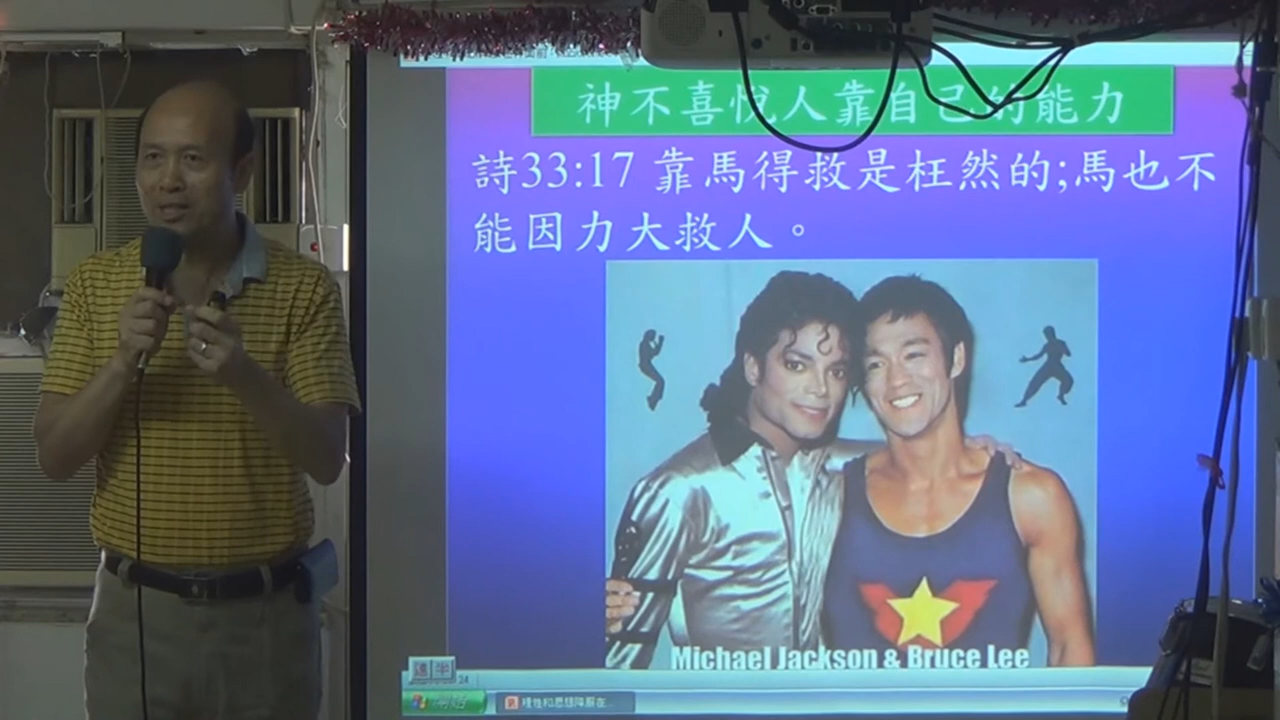 神不喜悅人靠自己的能力
詩33:17 靠馬得救是枉然的;馬也不
能因力大救人。
Michael Jackson & Bruce Lee
24